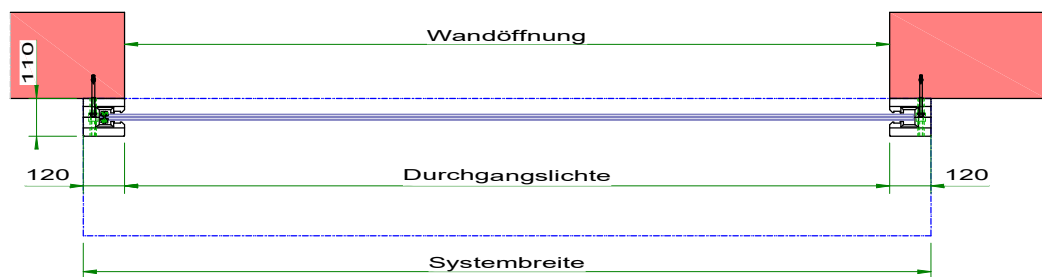 Wandöffnung
110
120
Durchgangslichte
120
Systembreite